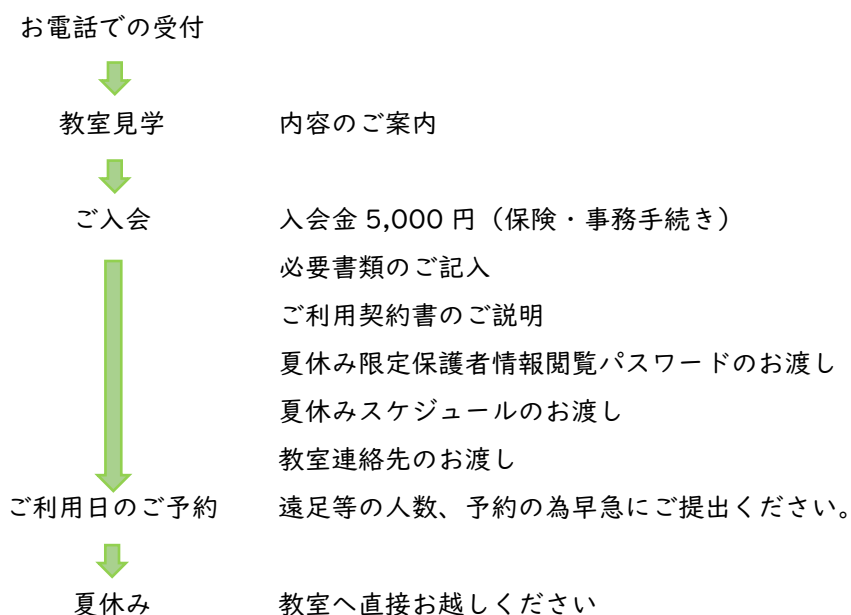 お電話での受付
教室見学 内容のご案内
ご入会 入会金 5,000 円（保険・事務手続き）
必要書類のご記入
ご利用契約書のご説明
夏休み限定保護者情報閲覧パスワードのお渡し
夏休みスケジュールのお渡し
教室連絡先のお渡し
ご利用日のご予約 遠足等の人数、予約の為早急にご提出ください。
夏休み 教室へ直接お越しください